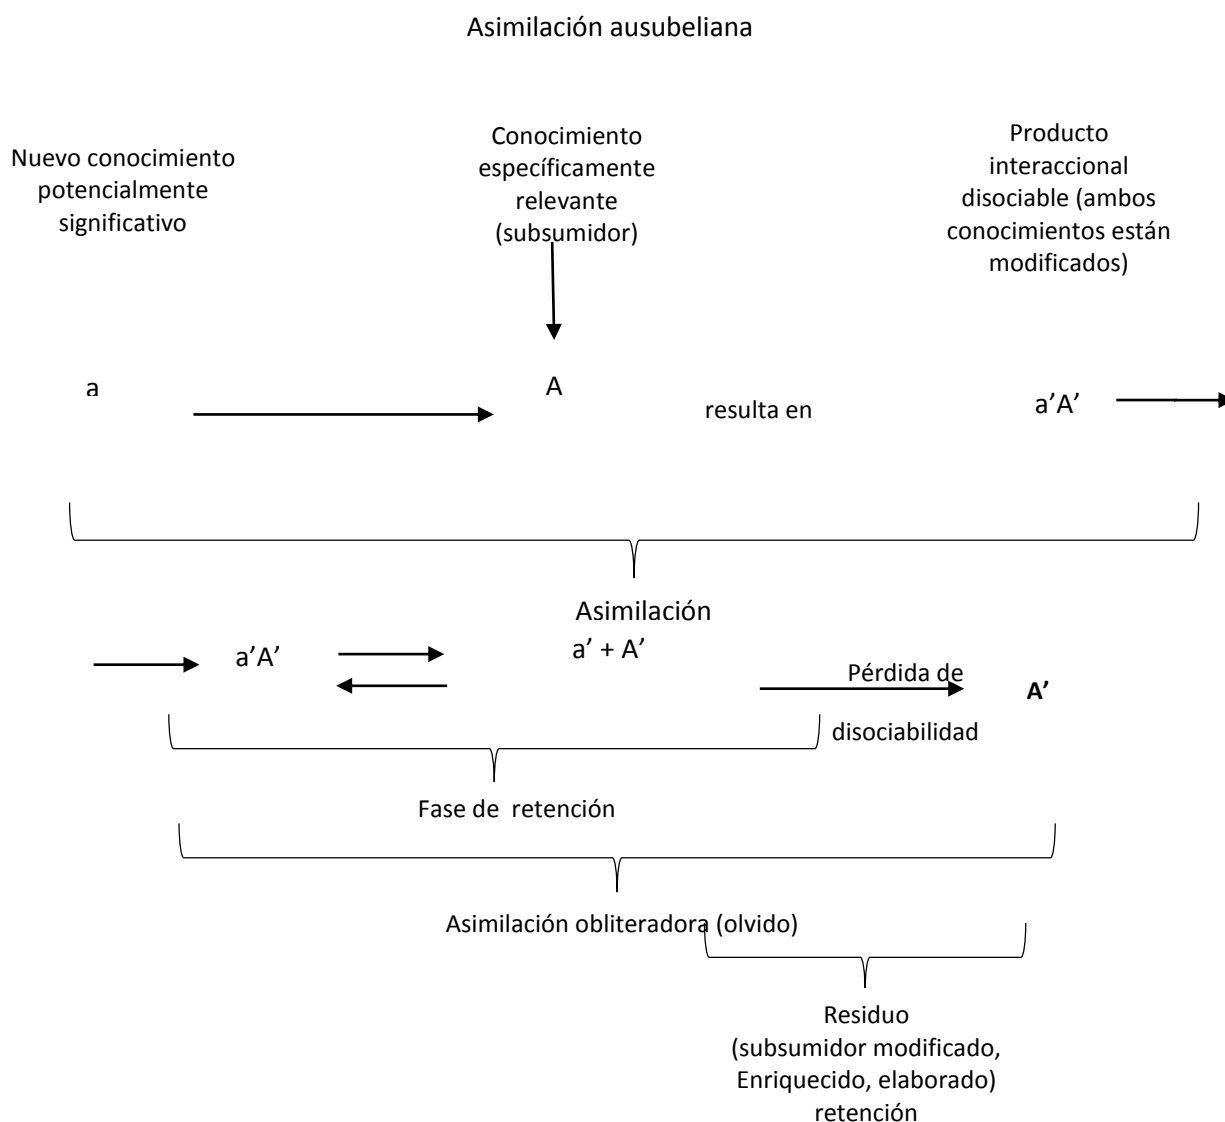 Asimilación ausubeliana
Nuevo conocimiento
potencialmente
significativo
Conocimiento
específicamente
relevante
(subsumidor)
Producto
interaccional
disociable (ambos
conocimientos están
modificados)
a
A
resulta en
a’A’
Asimilación
a’A’
a’ + A’
Pérdida de
disociabilidad
A’
Fase de retención
Asimilación obliteradora (olvido)
Residuo
(subsumidor modificado,
Enriquecido, elaborado)
retención